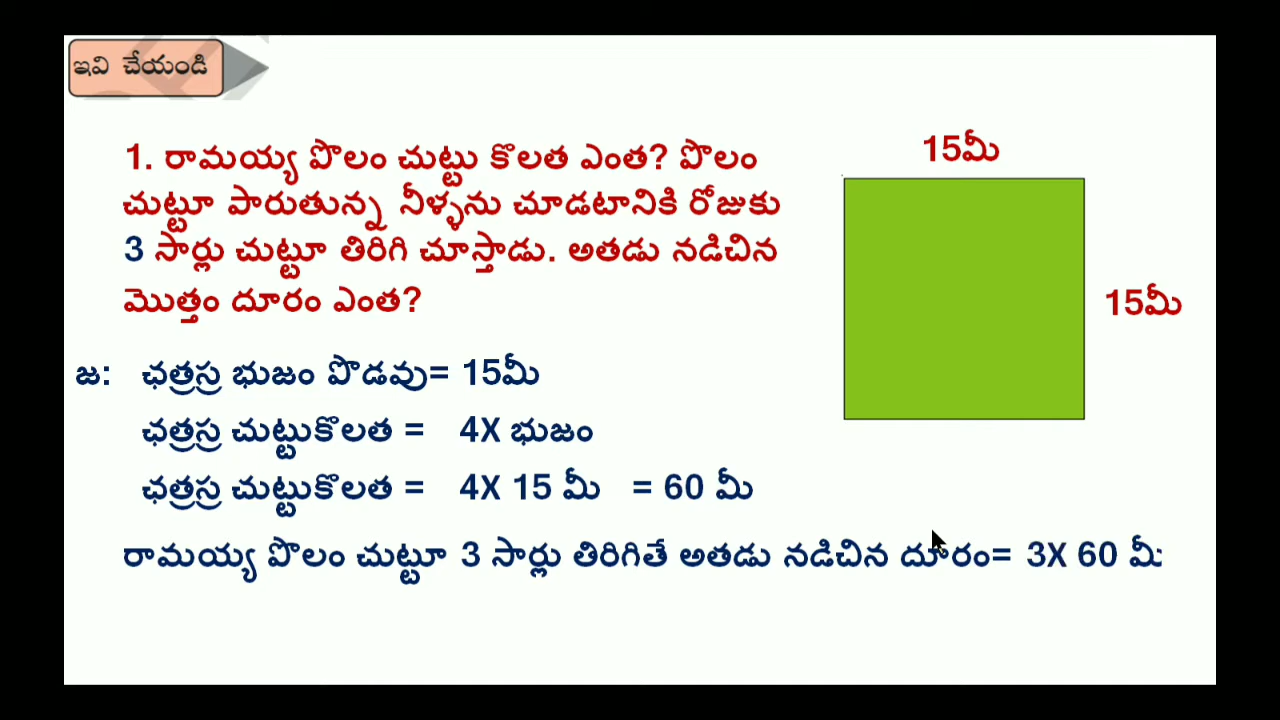 ఇవి చేయండి
1. రామయ్య పొలం చుట్టు కొలత ఎంత? పొలం
చుట్టూ పారుతున్న నీళ్ళను చూడటానికి రోజుకు
3 సార్లు చుట్టూ తిరిగి చూస్తాడు. అతడు నడిచిన
మొత్తం దూరం ఎంత?
15మీ
15మీ
జ: ఛత్రస్ర భుజం పొడవు= 15మీ
ఛత్రస్ర చుట్టుకొలత = 4X భుజం
ఛత్రస్ర చుట్టుకొలత = 4X 15 మీ = 60 మీ
రామయ్య పొలం చుట్టూ 3 సార్లు తిరిగితే అతడు నడిచిన దూరం= 3X 60 మీ